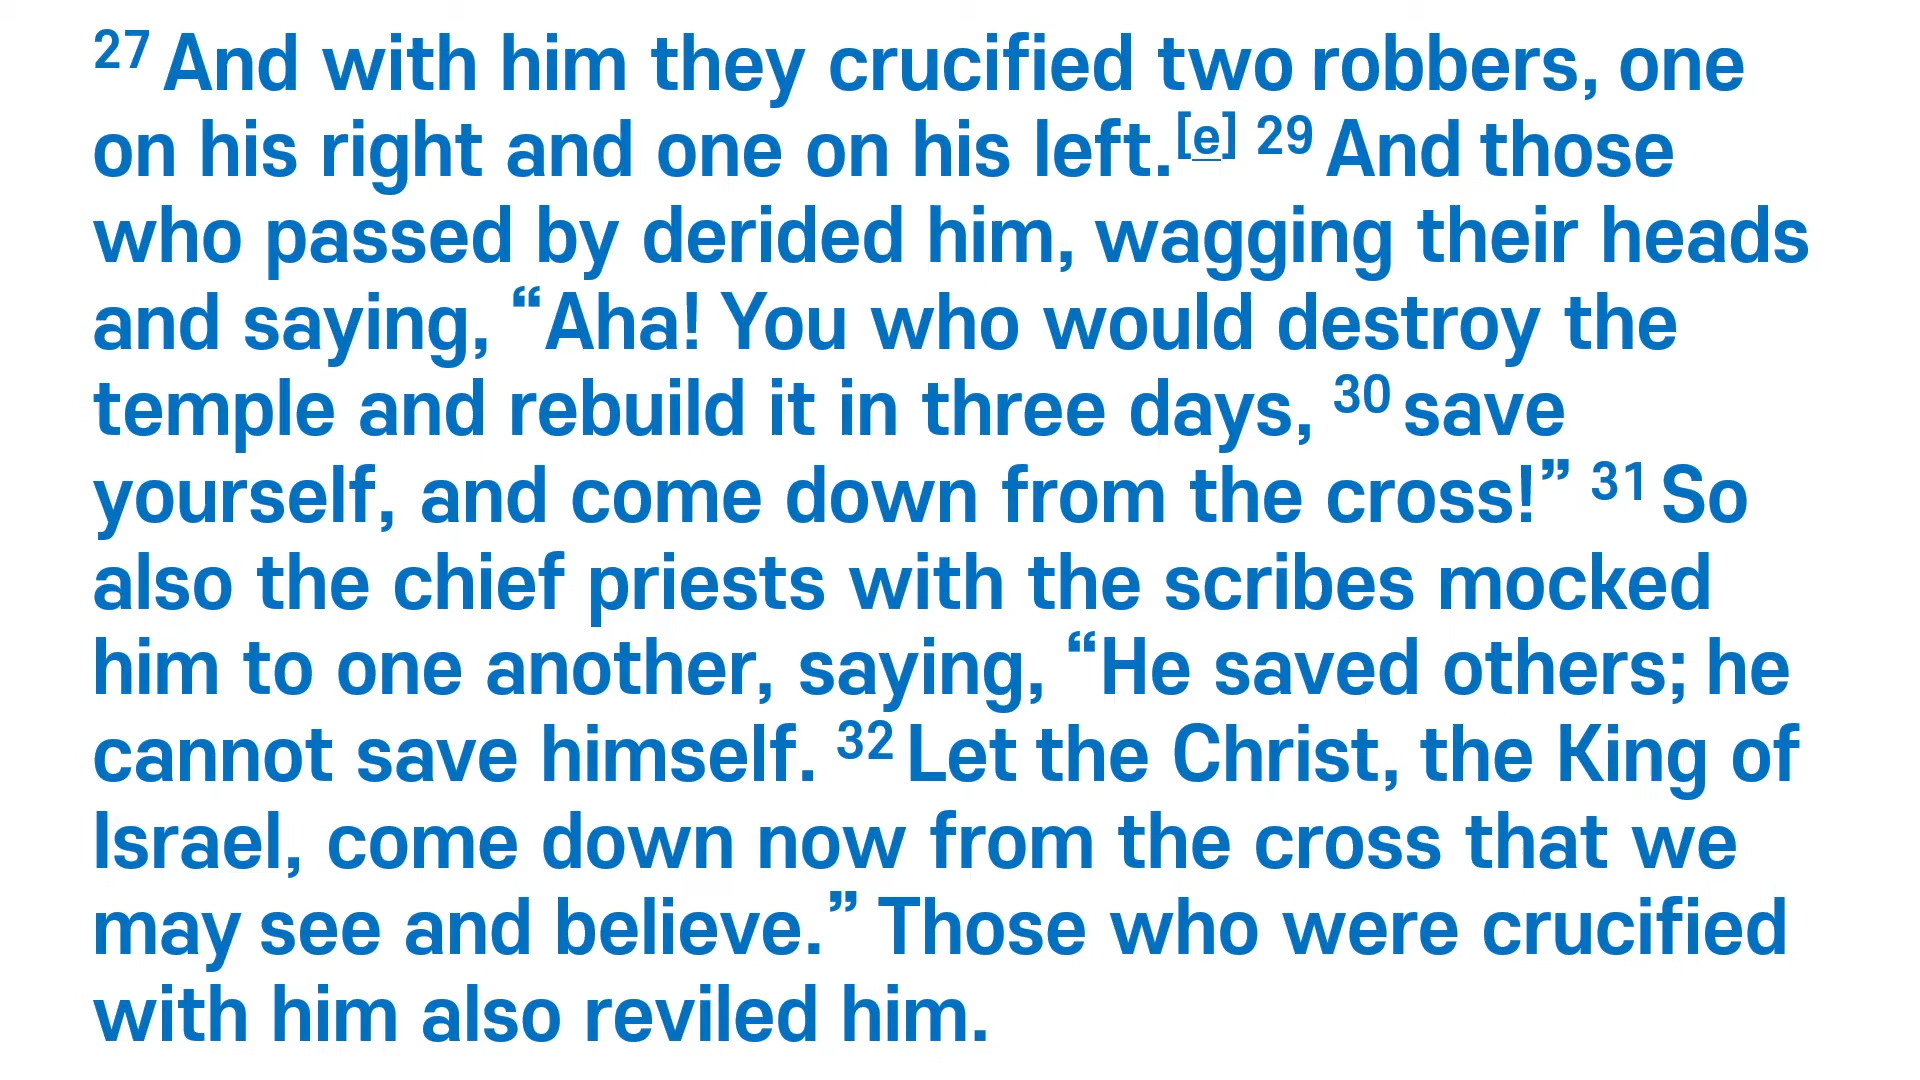 27 And with him they crucified two robbers, one
on his right and one on his left.[e] 29 And those
who passed by derided him, wagging their heads
and saying, “Aha! You who would destroy the
temple and rebuild it in three days, 30 save
yourself, and come down from the cross!” 31 So
also the chief priests with the scribes mocked
him to one another, saying, “He saved others; he
cannot save himself. 32 Let the Christ, the King of
Israel, come down now from the cross that we
may see and believe.” Those who were crucified
with him also reviled him.